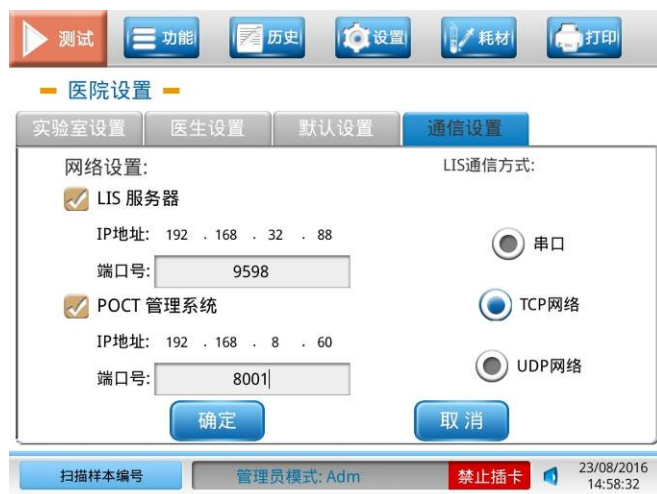 测试 功能 历史 设置 耗材 打印
医院设置
实验室设置 医生设置 默认设置 通信设置
网络设置: LIS通信方式:
LIS 服务器
IP地址: 192 . 168 . 32 . 88
串口
端口号: 9598
POCT 管理系统 TCP网络
IP地址: 192 . 168 . 8 . 60
UDP网络
端口号: 8001
确定 取消
扫描样本编号 管理员模式: Adm 禁止插卡 23/08/2016
14:58:32